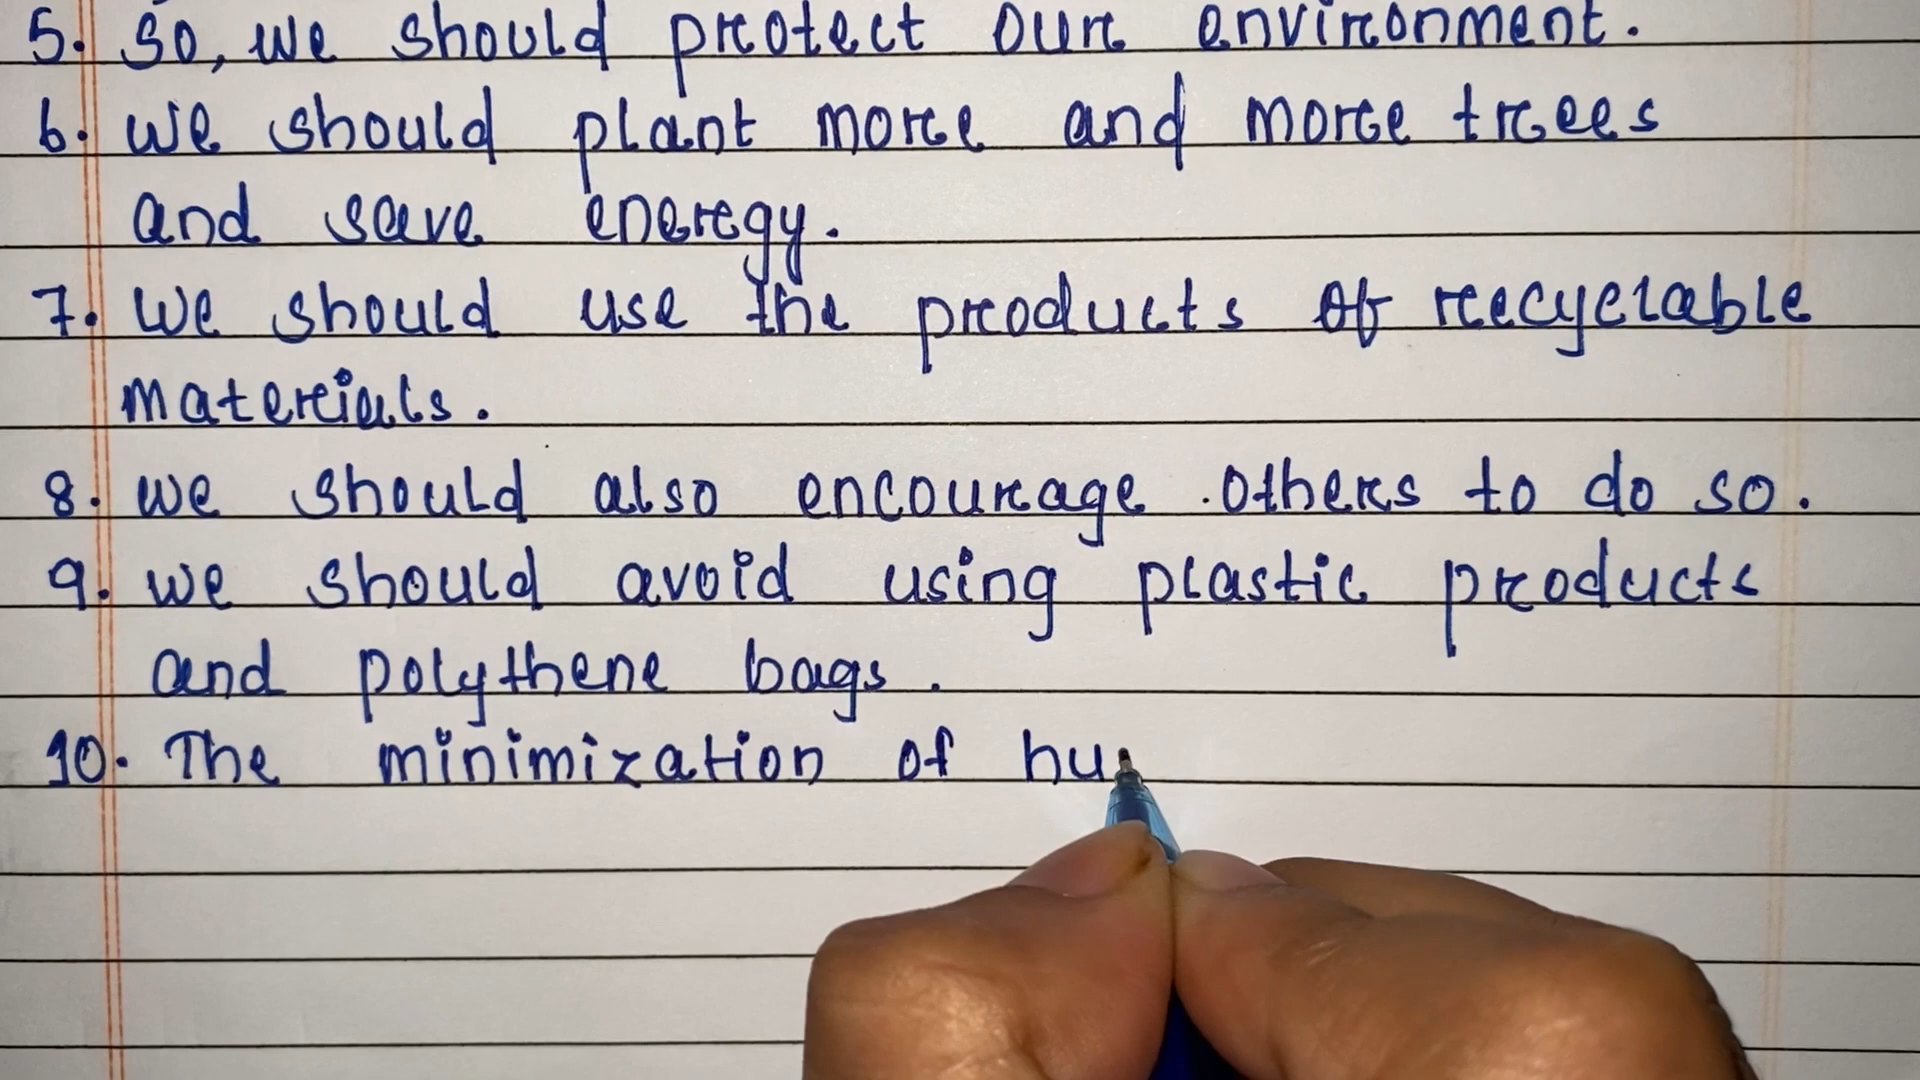 5. So, we should protect our environment.
6. we should plant more and more trees
and save energy.
7. We should use the products of recyclable
materials.
8. we should also encourage others to do so.
9. we should avoid using plastic products
and polythene bags.
10. The minimization of hu